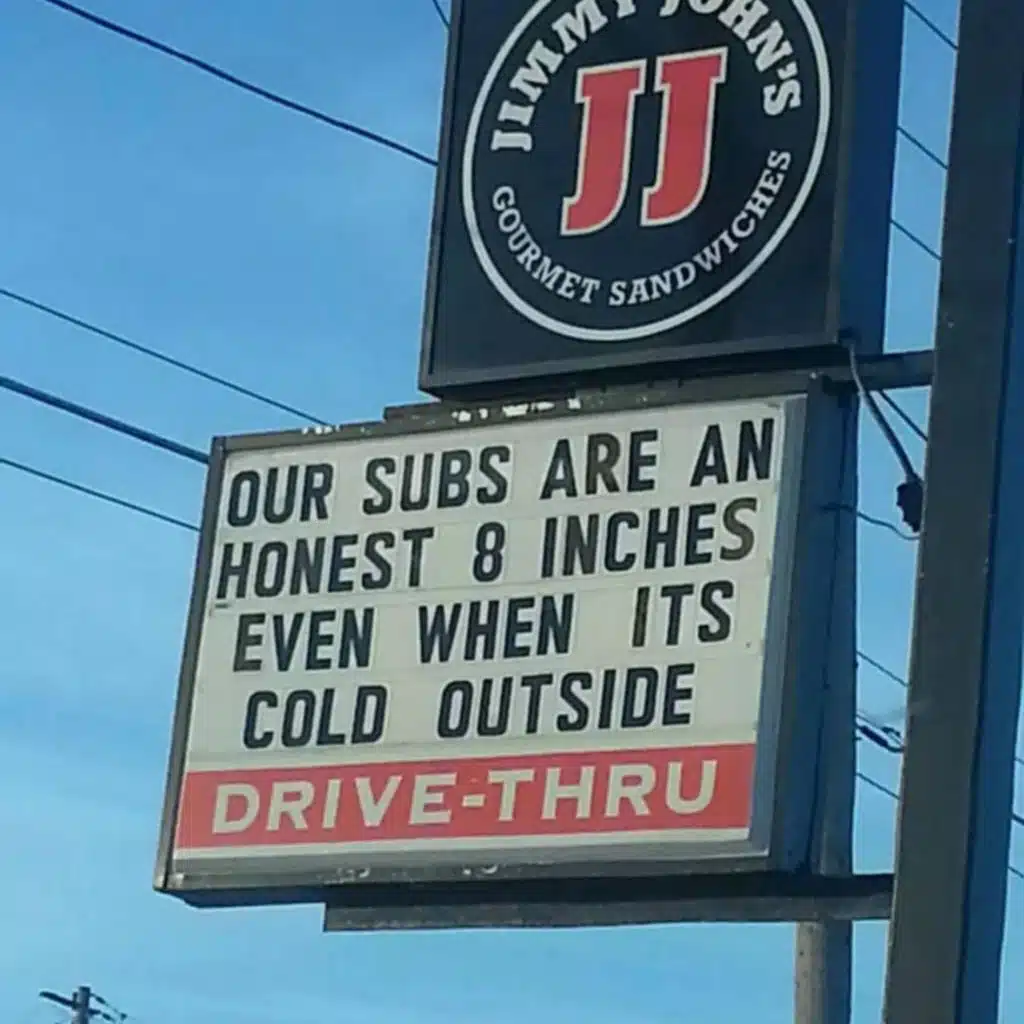 JIMMY JOHN'S
JJ
GOURMET SANDWICHES
OUR SUBS ARE AN
HONEST 8 INCHES
EVEN WHEN ITS
COLD OUTSIDE
DRIVE-THRU